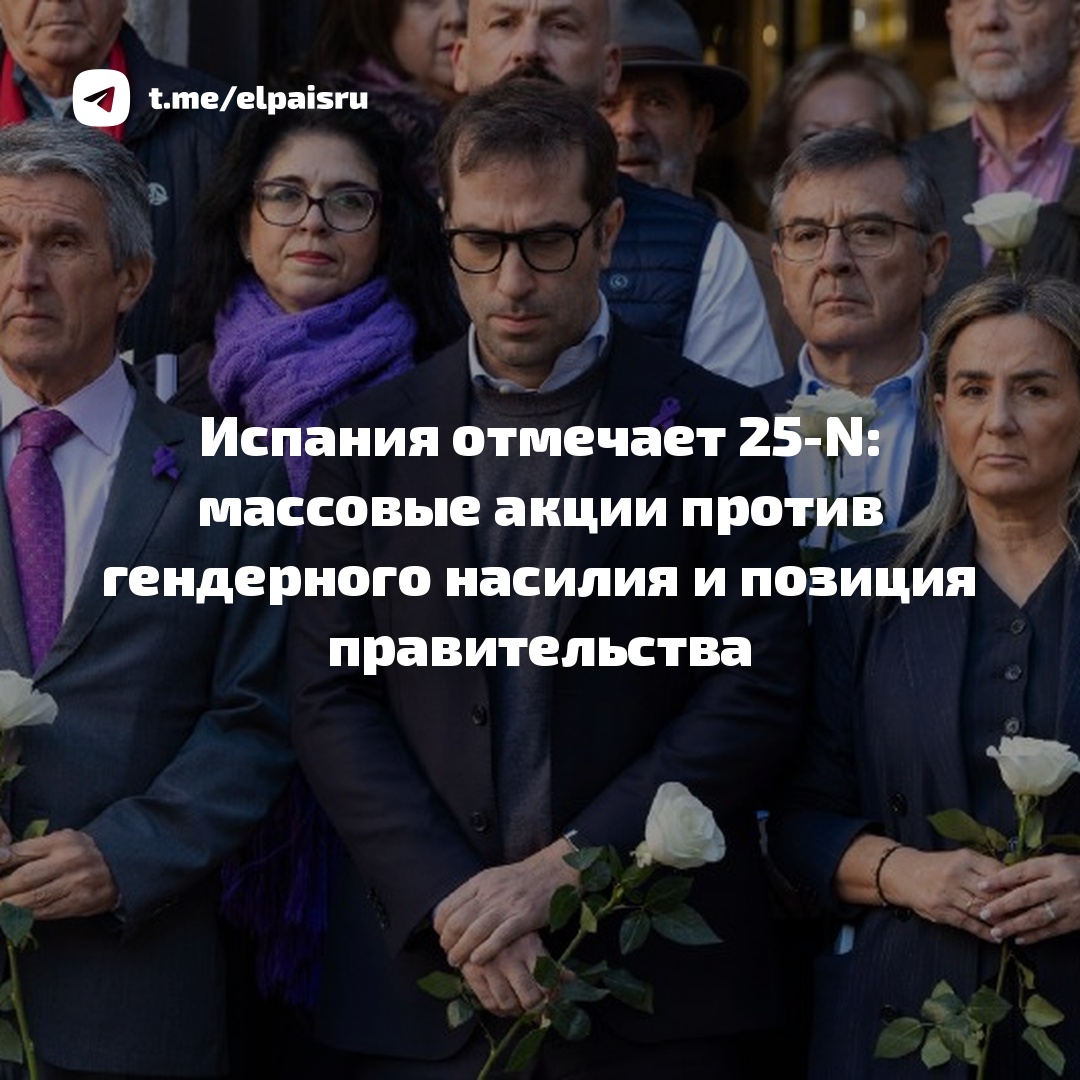 t.me/elpaisru
Испания отмечает 25-N:
массовые акции против
гендерного насилия и позиция
правительства